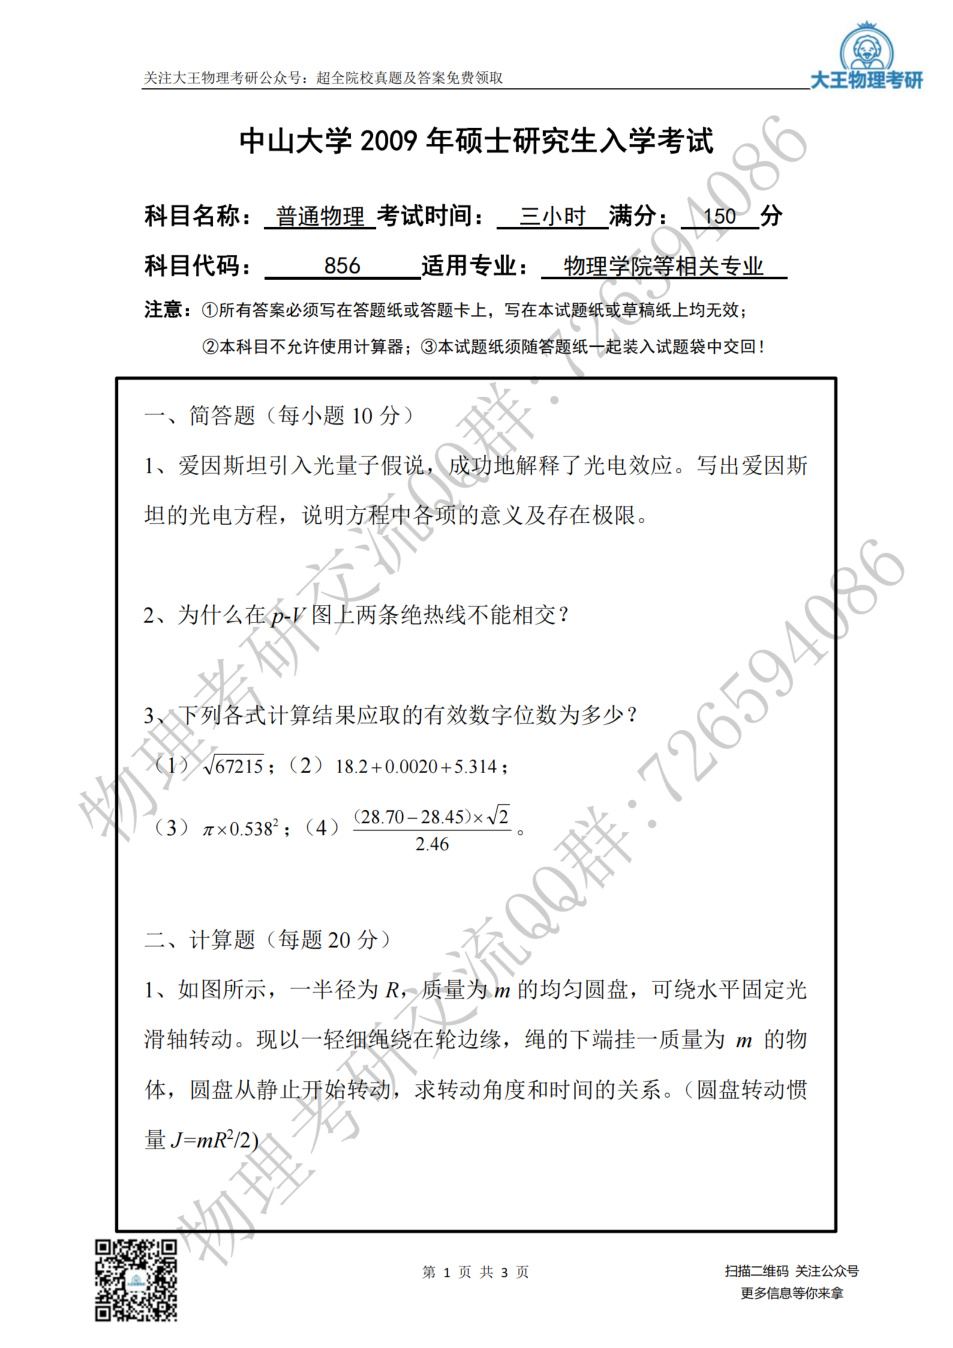 关注大王物理考研公众号：超全院校真题及答案免费领取
大王物理考研
中山大学 2009 年硕士研究生入学考试
科目名称： 普通物理 考试时间： 三小时 满分： 150 分
科目代码： 856 适用专业： 物理学院等相关专业
注意：①所有答案必须写在答题纸或答题卡上，写在本试题纸或草稿纸上均无效；
②本科目不允许使用计算器；③本试题纸须随答题纸一起装入试题袋中交回！
一、简答题（每小题 10 分）
1、爱因斯坦引入光量子假说，成功地解释了光电效应。写出爱因斯
坦的光电方程，说明方程中各项的意义及存在极限。
2、为什么在 p-V 图上两条绝热线不能相交？
3、下列各式计算结果应取的有效数字位数为多少？
（1）√67215；（2）18.2+0.0020+5.314；
（3）π×0.538²；（4）(28.70−28.45)×√2 / 2.46。
二、计算题（每题 20 分）
1、如图所示，一半径为 R，质量为 m 的均匀圆盘，可绕水平固定光
滑轴转动。现以一轻细绳绕在轮边缘，绳的下端挂一质量为 m 的物
体，圆盘从静止开始转动，求转动角度和时间的关系。（圆盘转动惯
量 J=mR²/2)
物理考研交流QQ群：726594086
物理考研交流QQ群：726594086
大王物理考研
第 1 页 共 3 页
扫描二维码 关注公众号
更多信息等你来拿